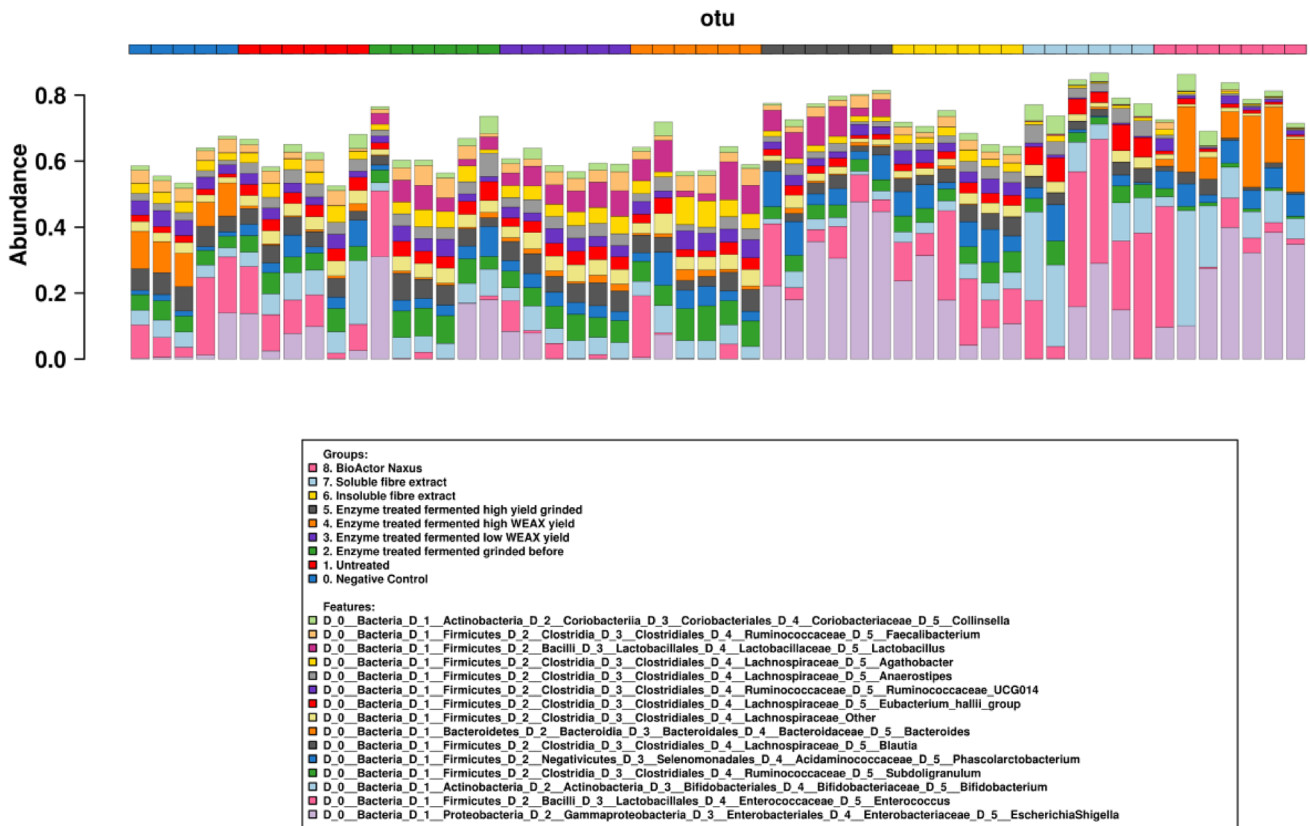 otu
Abundance
0.8
0.6
0.4
0.2
0.0
Groups:
8. BioActor Naxus
7. Soluble fibre extract
6. Insoluble fibre extract
5. Enzyme treated fermented high yield grinded
4. Enzyme treated fermented high WEAX yield
3. Enzyme treated fermented low WEAX yield
2. Enzyme treated fermented grinded before
1. Untreated
0. Negative Control
Features:
D_0__Bacteria_D_1__Actinobacteria_D_2__Coriobacteriia_D_3__Coriobacteriales_D_4__Coriobacteriaceae_D_5__Collinsella
D_0__Bacteria_D_1__Firmicutes_D_2__Clostridia_D_3__Clostridiales_D_4__Ruminococcaceae_D_5__Faecalibacterium
D_0__Bacteria_D_1__Firmicutes_D_2__Bacilli_D_3__Lactobacillales_D_4__Lactobacillaceae_D_5__Lactobacillus
D_0__Bacteria_D_1__Firmicutes_D_2__Clostridia_D_3__Clostridiales_D_4__Lachnospiraceae_D_5__Agathobacter
D_0__Bacteria_D_1__Firmicutes_D_2__Clostridia_D_3__Clostridiales_D_4__Lachnospiraceae_D_5__Anaerostipes
D_0__Bacteria_D_1__Firmicutes_D_2__Clostridia_D_3__Clostridiales_D_4__Ruminococcaceae_D_5__Ruminococcaceae_UCG014
D_0__Bacteria_D_1__Firmicutes_D_2__Clostridia_D_3__Clostridiales_D_4__Lachnospiraceae_D_5__Eubacterium_hallii_group
D_0__Bacteria_D_1__Firmicutes_D_2__Clostridia_D_3__Clostridiales_D_4__Lachnospiraceae_Other
D_0__Bacteria_D_1__Bacteroidetes_D_2__Bacteroidia_D_3__Bacteroidales_D_4__Bacteroidaceae_D_5__Bacteroides
D_0__Bacteria_D_1__Firmicutes_D_2__Clostridia_D_3__Clostridiales_D_4__Lachnospiraceae_D_5__Blautia
D_0__Bacteria_D_1__Firmicutes_D_2__Negativicutes_D_3__Selenomonadales_D_4__Acidaminococcaceae_D_5__Phascolarctobacterium
D_0__Bacteria_D_1__Firmicutes_D_2__Clostridia_D_3__Clostridiales_D_4__Ruminococcaceae_D_5__Subdoligranulum
D_0__Bacteria_D_1__Actinobacteria_D_2__Actinobacteria_D_3__Bifidobacteriales_D_4__Bifidobacteriaceae_D_5__Bifidobacterium
D_0__Bacteria_D_1__Firmicutes_D_2__Bacilli_D_3__Lactobacillales_D_4__Enterococcaceae_D_5__Enterococcus
D_0__Bacteria_D_1__Proteobacteria_D_2__Gammaproteobacteria_D_3__Enterobacteriales_D_4__Enterobacteriaceae_D_5__EscherichiaShigella